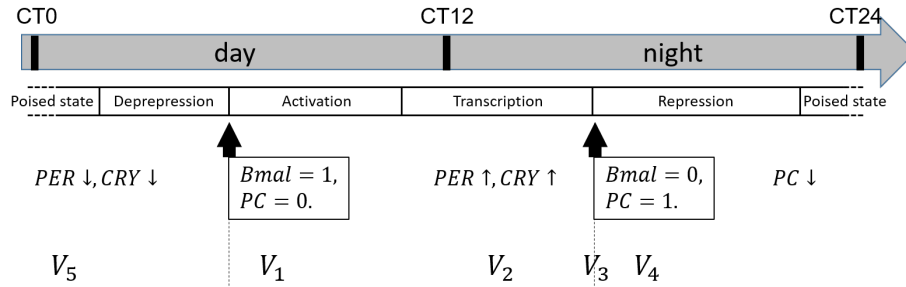 CT0 CT12 CT24
day night
Poised state Deprepression Activation Transcription Repression Poised state
PER ↓, CRY ↓ Bmal = 1, PER ↑, CRY ↑ Bmal = 0, PC ↓
PC = 0. PC = 1.
V₅ V₁ V₂ V₃ V₄